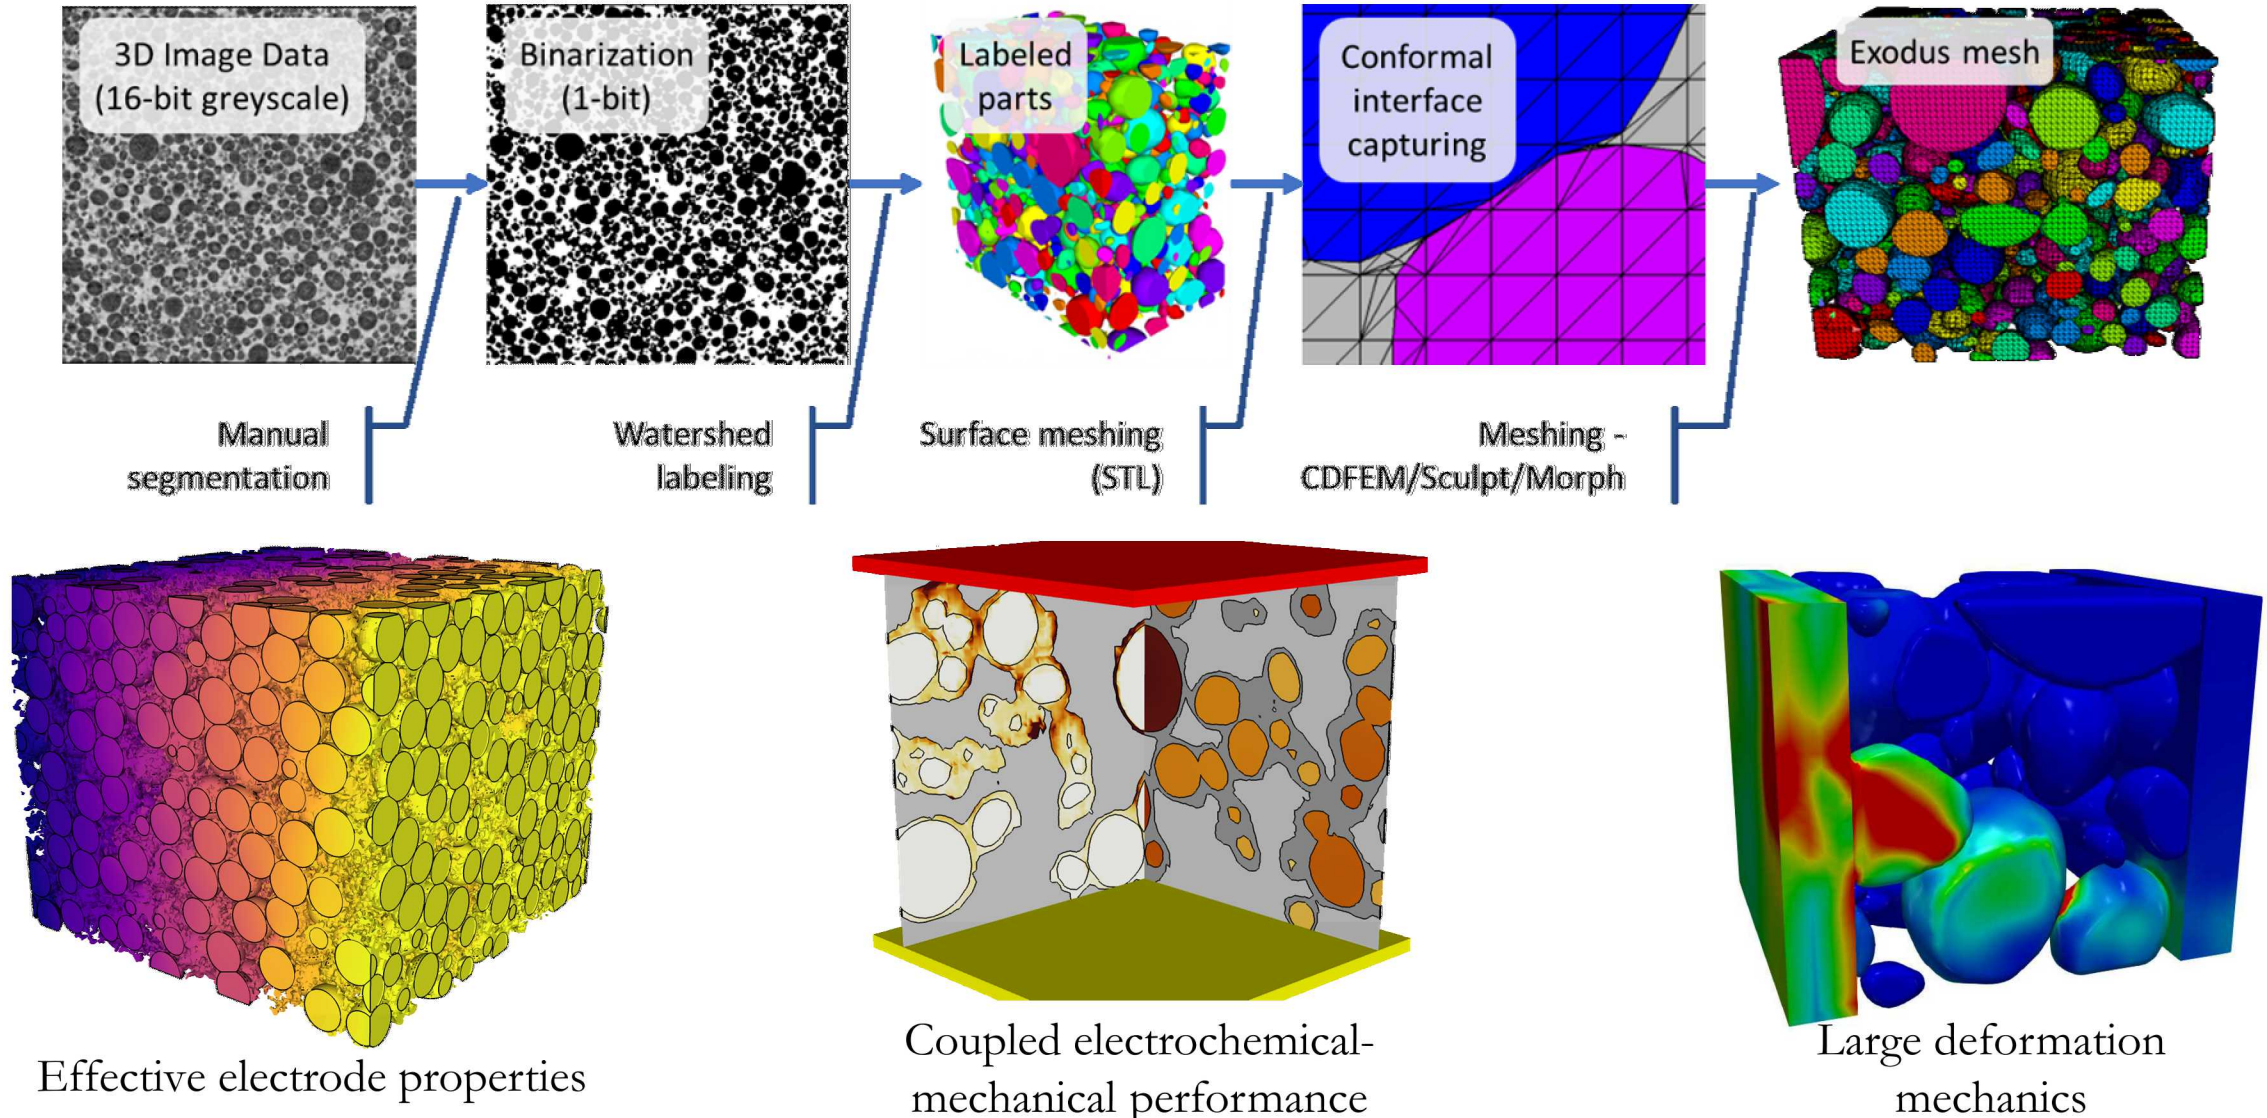 3D Image Data
(16-bit greyscale)
Binarization
(1-bit)
Labeled
parts
Conformal
interface
capturing
Exodus mesh
Manual
segmentation
Watershed
labeling
Surface meshing
(STL)
Meshing -
CDFEM/Sculpt/Morph
Effective electrode properties
Coupled electrochemical-
mechanical performance
Large deformation
mechanics